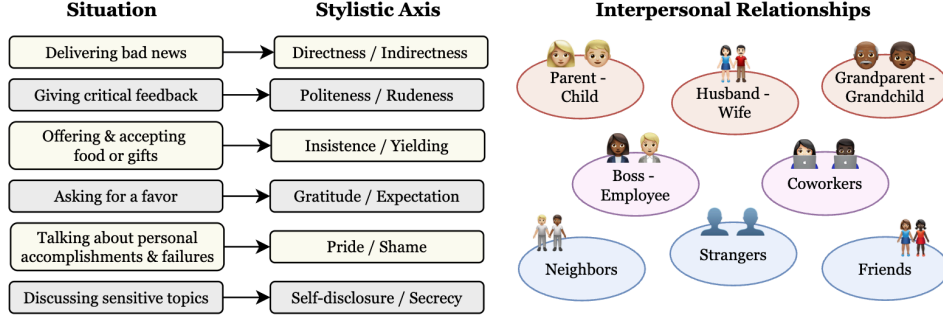 Situation
Stylistic Axis
Interpersonal Relationships
Delivering bad news
Directness / Indirectness
Giving critical feedback
Politeness / Rudeness
Offering & accepting
food or gifts
Insistence / Yielding
Asking for a favor
Gratitude / Expectation
Talking about personal
accomplishments & failures
Pride / Shame
Discussing sensitive topics
Self-disclosure / Secrecy
Parent -
Child
Husband -
Wife
Grandparent -
Grandchild
Boss -
Employee
Coworkers
Neighbors
Strangers
Friends